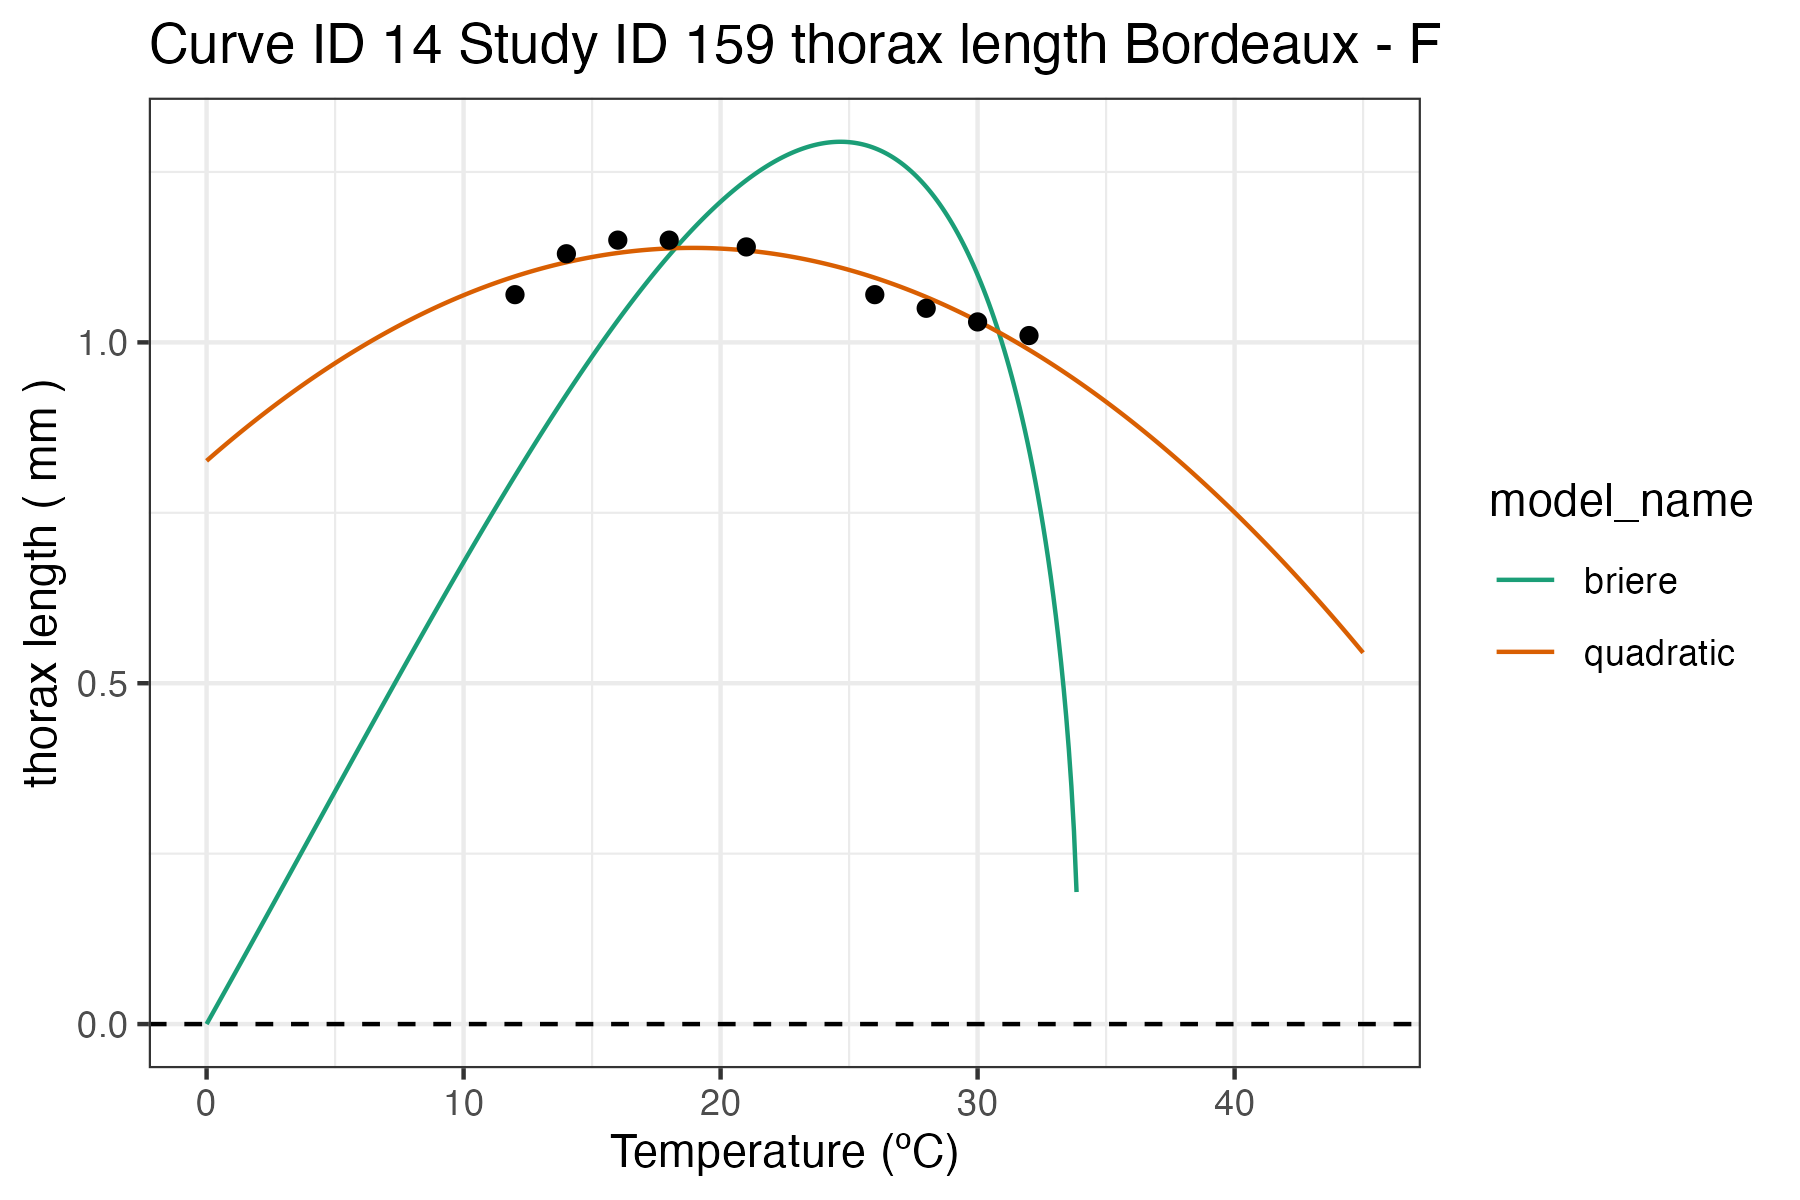 Curve ID 14 Study ID 159 thorax length Bordeaux - F
thorax length ( mm )
1.0
0.5
0.0
0
10
20
30
40
Temperature (ºC)
model_name
briere
quadratic